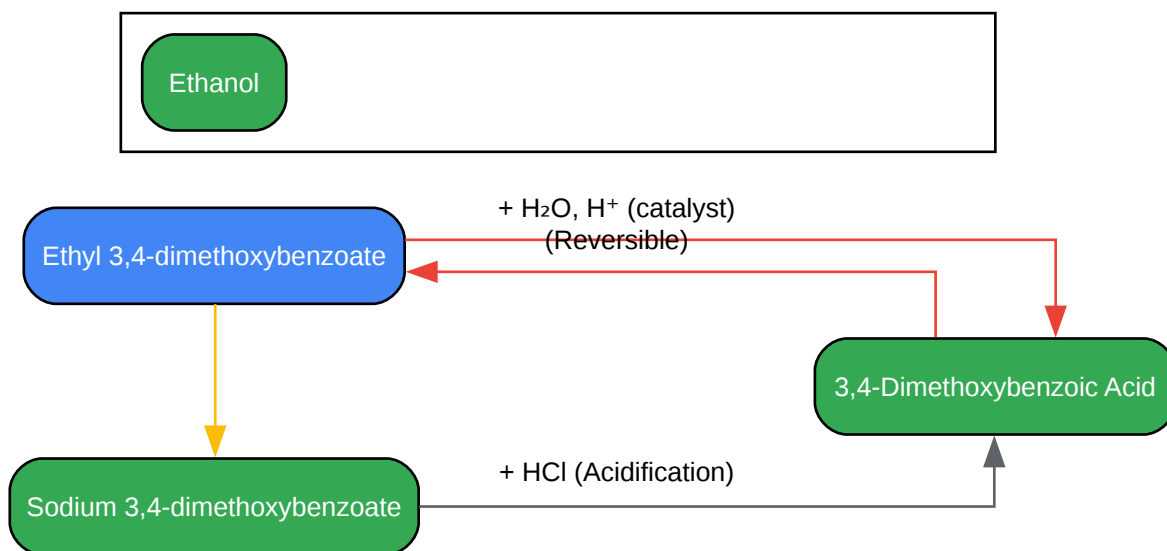 Ethanol
+ H₂O, H⁺ (catalyst)
(Reversible)
Ethyl 3,4-dimethoxybenzoate
3,4-Dimethoxybenzoic Acid
+ HCl (Acidification)
Sodium 3,4-dimethoxybenzoate